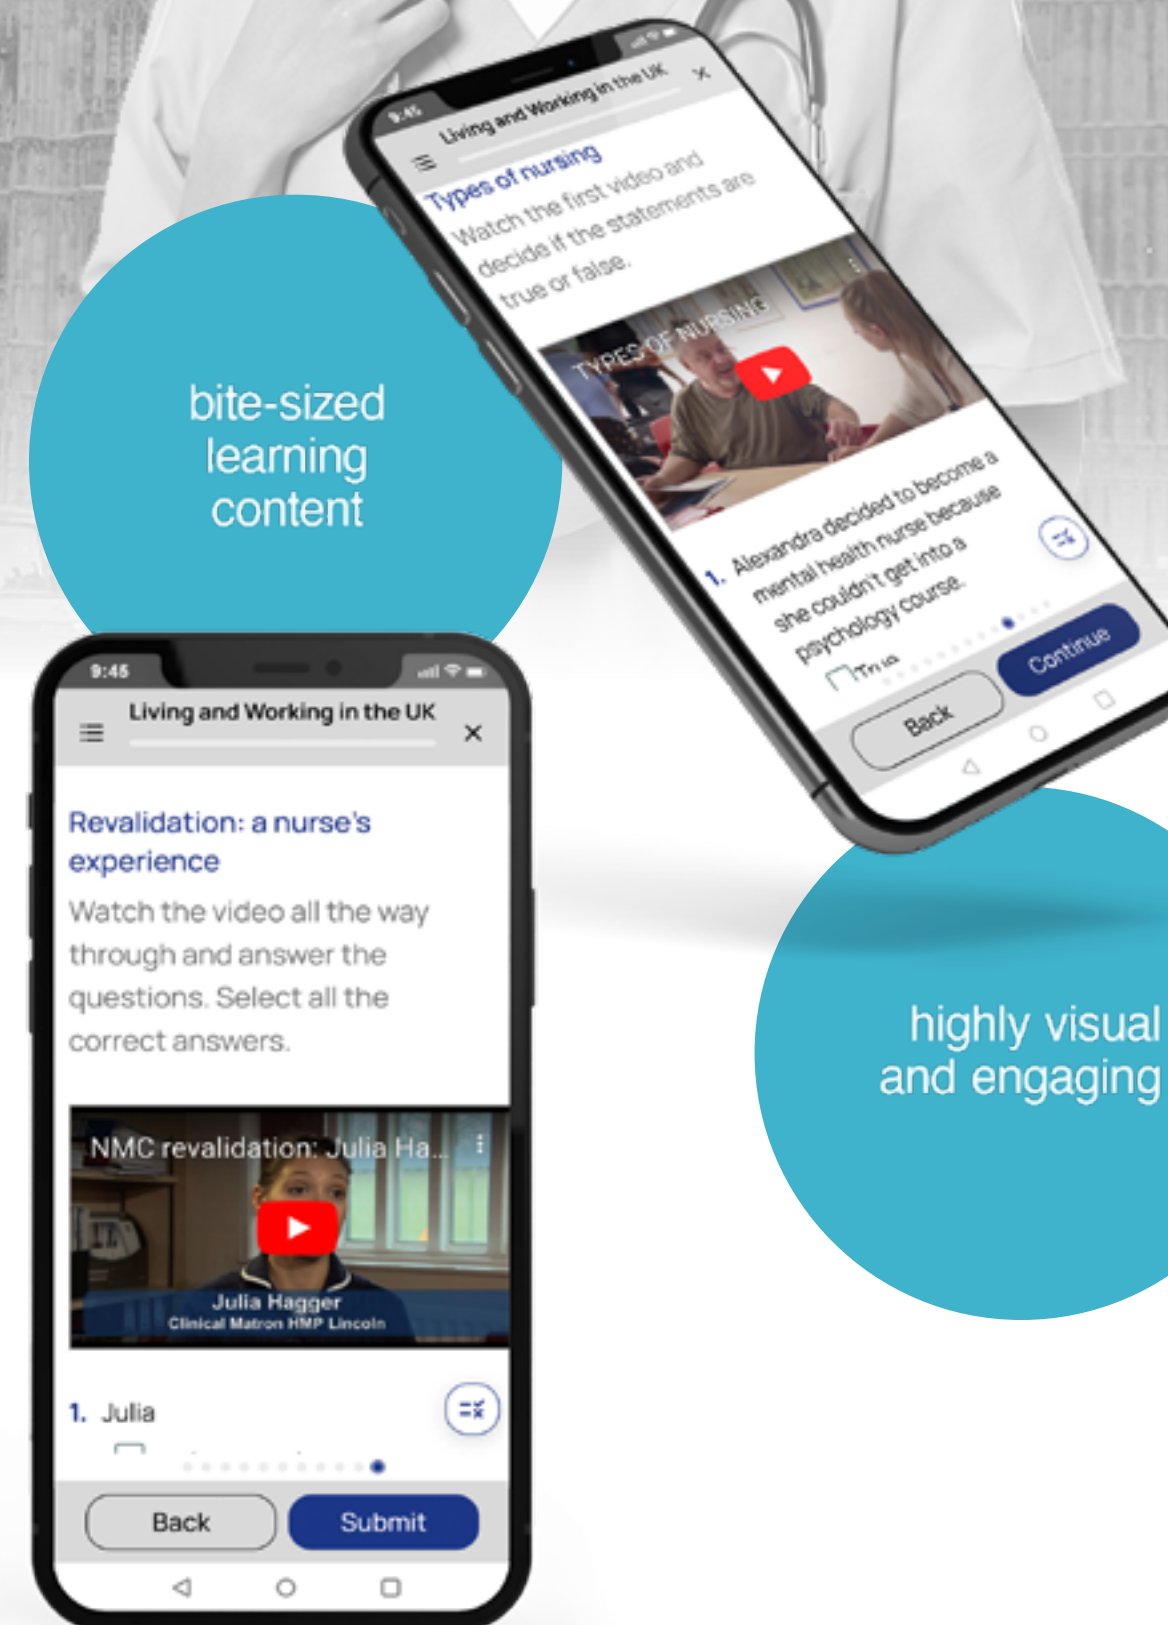 9:45
Living and Working in the UK
Types of nursing
Watch the first video and
decide if the statements are
true or false.
TYPES OF NURSING
1. Alexandra decided to become a
mental health nurse because
she couldn't get into a
psychology course.
True
Back
Continue
bite-sized
learning
content
9:45
Living and Working in the UK
Revalidation: a nurse's
experience
Watch the video all the way
through and answer the
questions. Select all the
correct answers.
NMC revalidation: Julia Ha...
Julia Hagger
Clinical Matron HMP Lincoln
1. Julia
Back
Submit
highly visual
and engaging